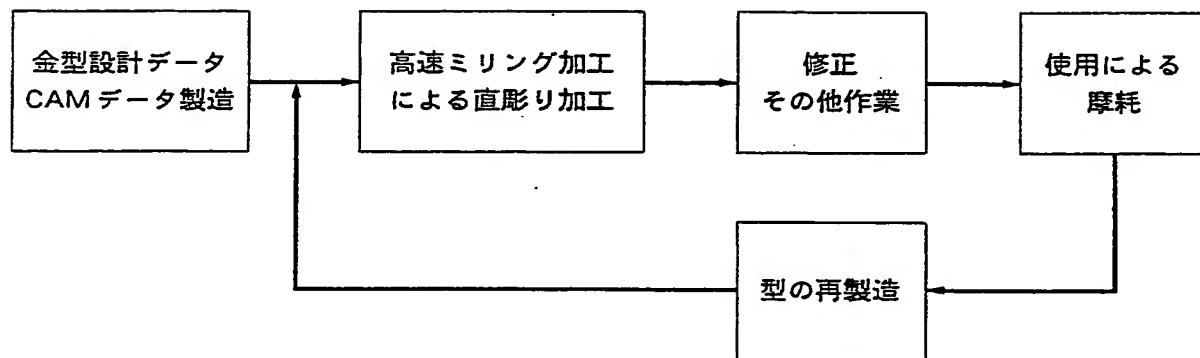 金型設計データ
CAMデータ製造
高速ミリング加工
による直彫り加工
修正
その他作業
使用による
摩耗
型の再製造